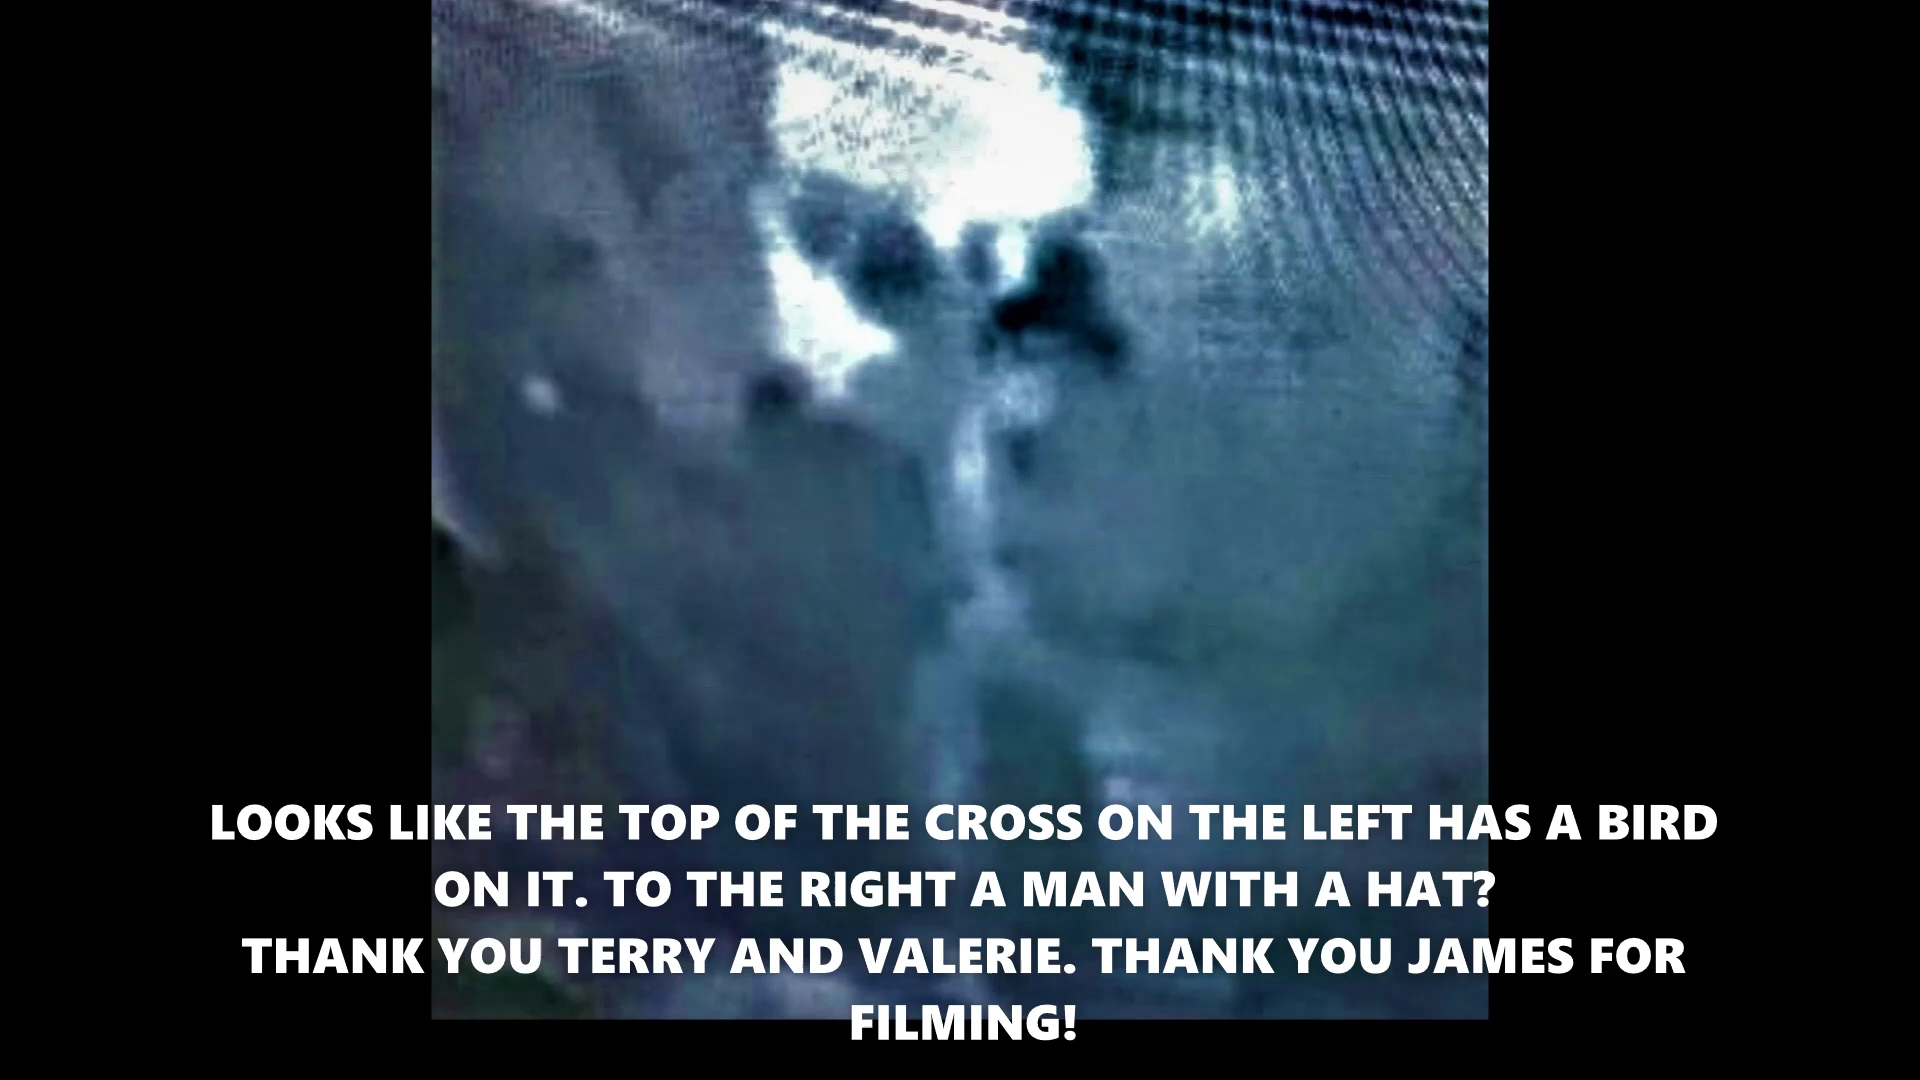 LOOKS LIKE THE TOP OF THE CROSS ON THE LEFT HAS A BIRD
ON IT. TO THE RIGHT A MAN WITH A HAT?
THANK YOU TERRY AND VALERIE. THANK YOU JAMES FOR
FILMING!